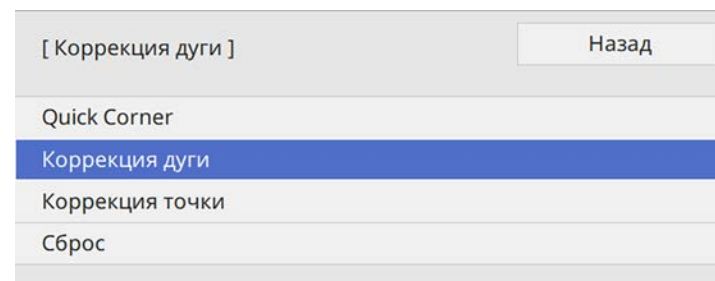 [ Коррекция дуги ]
Назад
Quick Corner
Коррекция дуги
Коррекция точки
Сброс